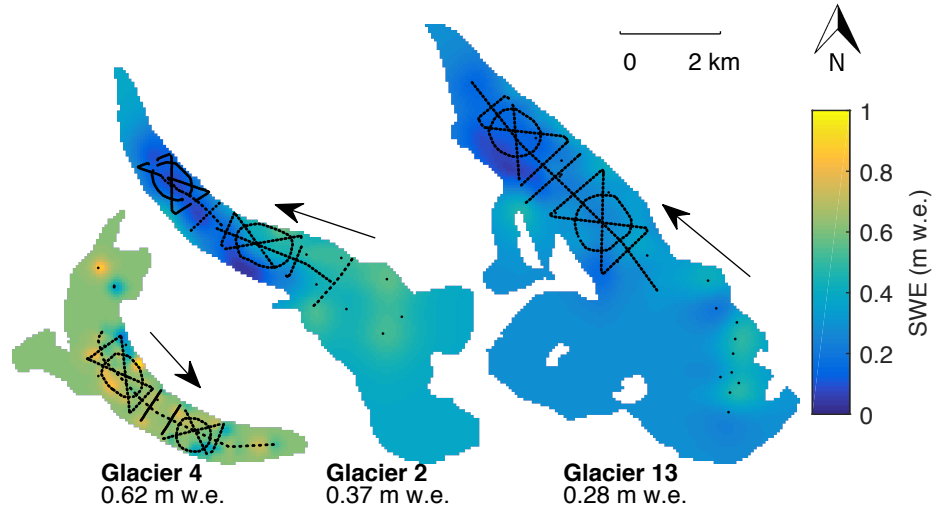 0 2 km
N
1
0.8
0.6
0.4
0.2
0
SWE (m w.e.)
Glacier 4
0.62 m w.e.
Glacier 2
0.37 m w.e.
Glacier 13
0.28 m w.e.